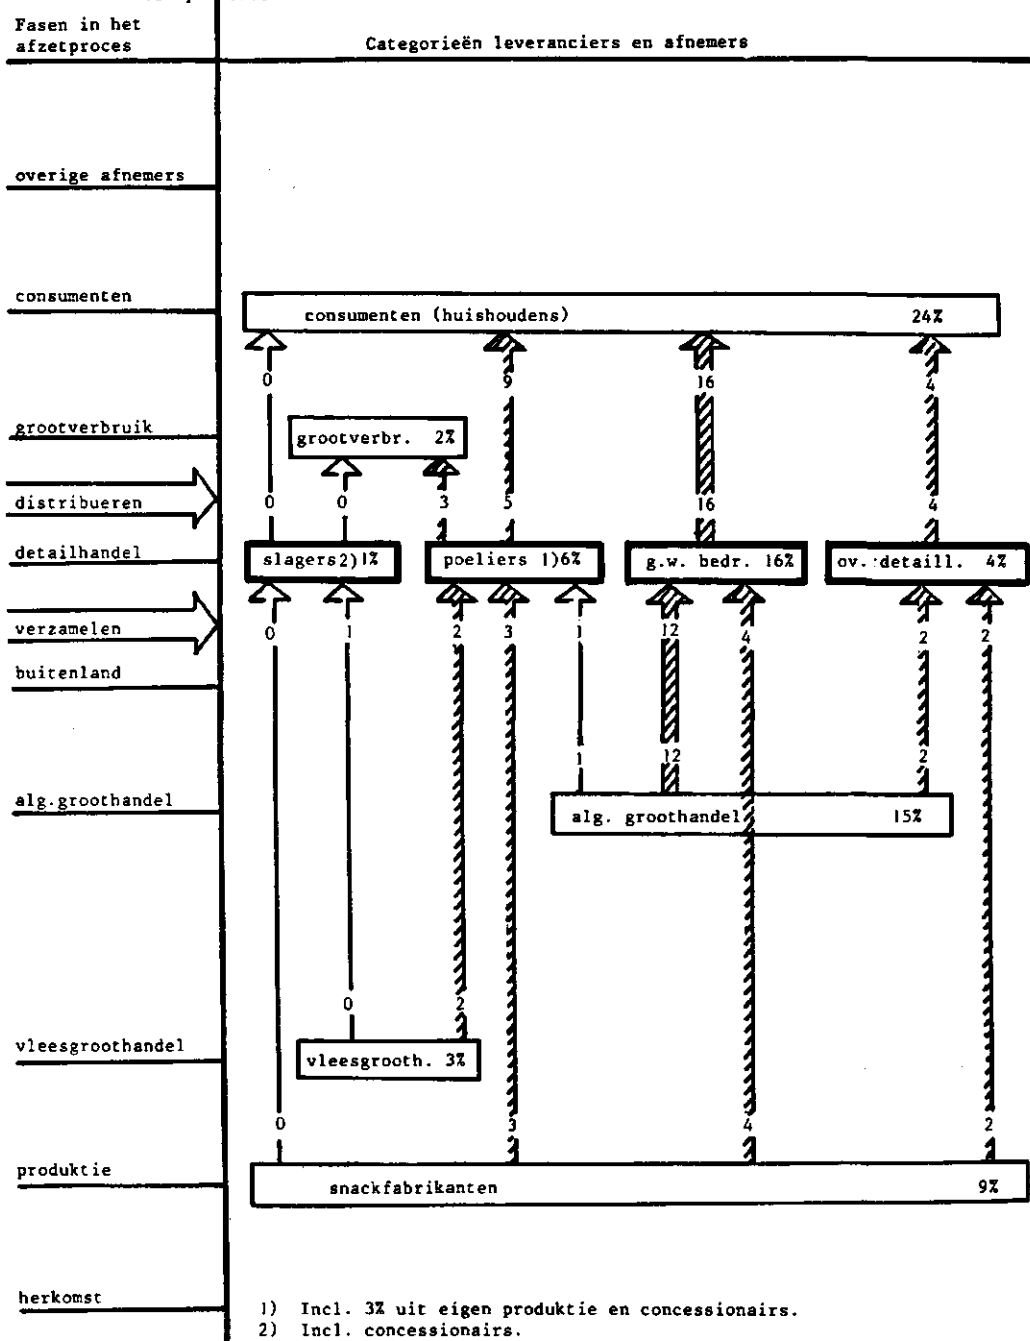 Fasen in het
afzetproces
Categorieën leveranciers en afnemers
overige afnemers
consumenten
consumenten (huishoudens) 24%
0 9 16 4
grootverbruik
grootverbr. 2%
distribueren
0 0 3 5 16 4
detailhandel
slagers2)1% poeliers 1)6% g.w. bedr. 16% ov. detaill. 4%
verzamelen
0 1 2 3 1 12 4 2 2
buitenland
1 12 2
alg.groothandel
alg. groothandel 15%
0 2
vleesgroothandel
vleesgrooth. 3%
0 3 4 2
produktie
snackfabrikanten 9%
herkomst
1) Incl. 3% uit eigen produktie en concessionairs.
2) Incl. concessionairs.